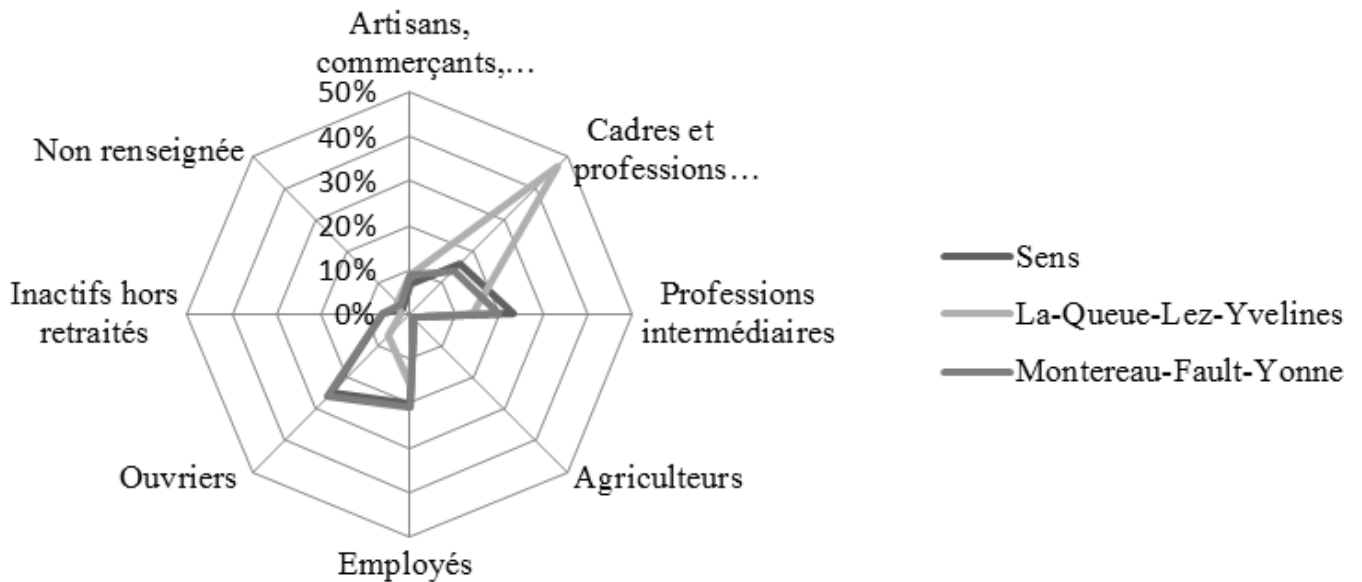 Artisans,
commerçants,…
50%
40%
30%
20%
10%
0%
Cadres et
professions…
Professions
intermédiaires
Agriculteurs
Employés
Ouvriers
Inactifs hors
retraités
Non renseignée
Sens
La-Queue-Lez-Yvelines
Montereau-Fault-Yonne